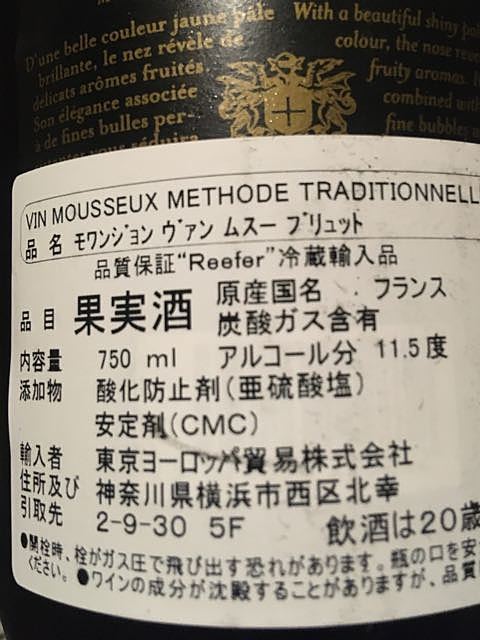 D'une belle couleur jaune pâle
brillante, le nez révèle de
délicats arômes fruités.
Son élégance associée
à de fines bulles per-
séduira
With a beautiful shiny
colour, the nose
fruity aromas.
combined
fine bubbles
VIN MOUSSEUX METHODE TRADITIONNELL
品名 モワンジョン ヴァン ムスー ブリュット
品質保証“Reefer”冷蔵輸入品
品目 果実酒 原産国名 . フランス
炭酸ガス含有
内容量 750 ml アルコール分 11.5度
添加物 酸化防止剤(亜硫酸塩)
安定剤(CMC)
輸入者 東京ヨーロッパ貿易株式会社
住所及び 神奈川県横浜市西区北幸
引取先 2-9-30 5F 飲酒は20歳
●開栓時、栓がガス圧で飛び出す恐れがあります。瓶の口を安
ください。●ワインの成分が沈殿することがありますが、品質